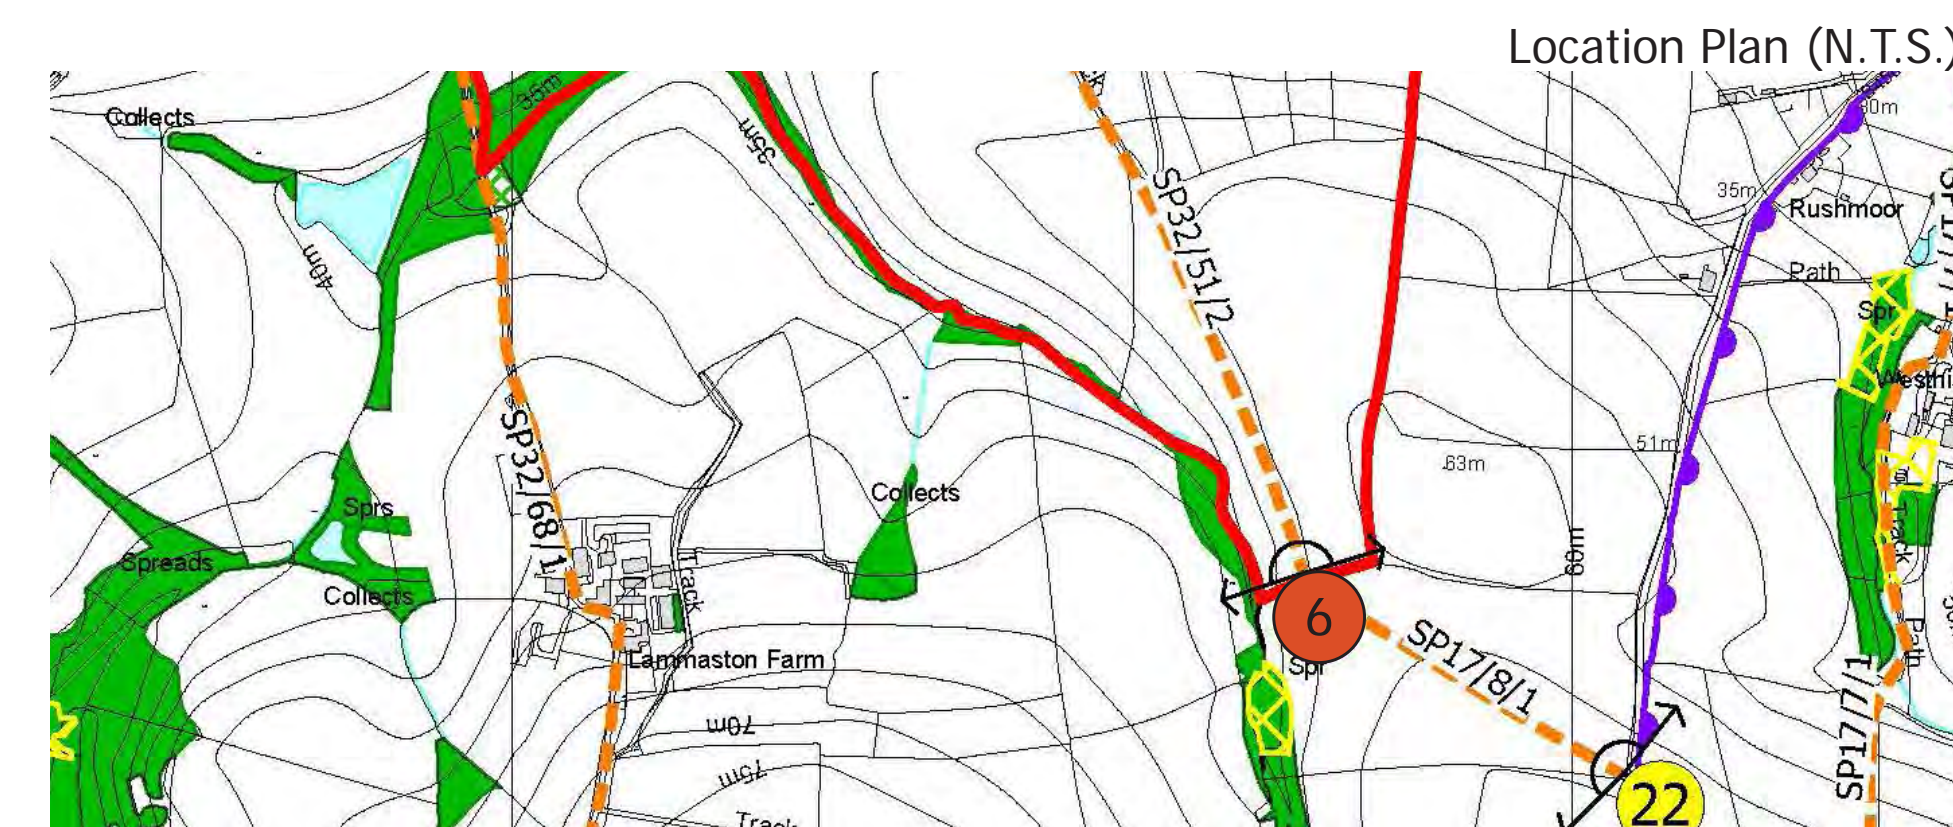 Location Plan (N.T.S.)
Collects
35m
35m
30m
35m
Rushmoor
SP32/51/2
Path
40m
Spr
51m
63m
SP32/68/1
Collects
Sprs
Track
Spreads
60m
Collects
Track
6
SP17/8/1
Path
Lammaston Farm
Spr
SP17/7/1
70m
75m
22
Track